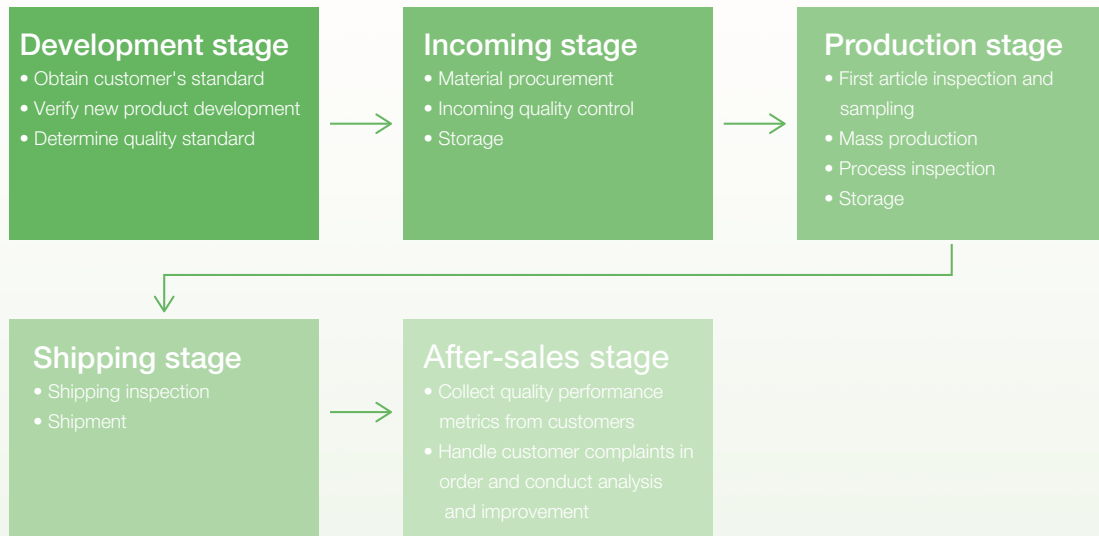 Development stage
• Obtain customer's standard
• Verify new product development
• Determine quality standard
Incoming stage
• Material procurement
• Incoming quality control
• Storage
Production stage
• First article inspection and
sampling
• Mass production
• Process inspection
• Storage
Shipping stage
• Shipping inspection
• Shipment
After-sales stage
• Collect quality performance
metrics from customers
• Handle customer complaints in
order and conduct analysis
and improvement